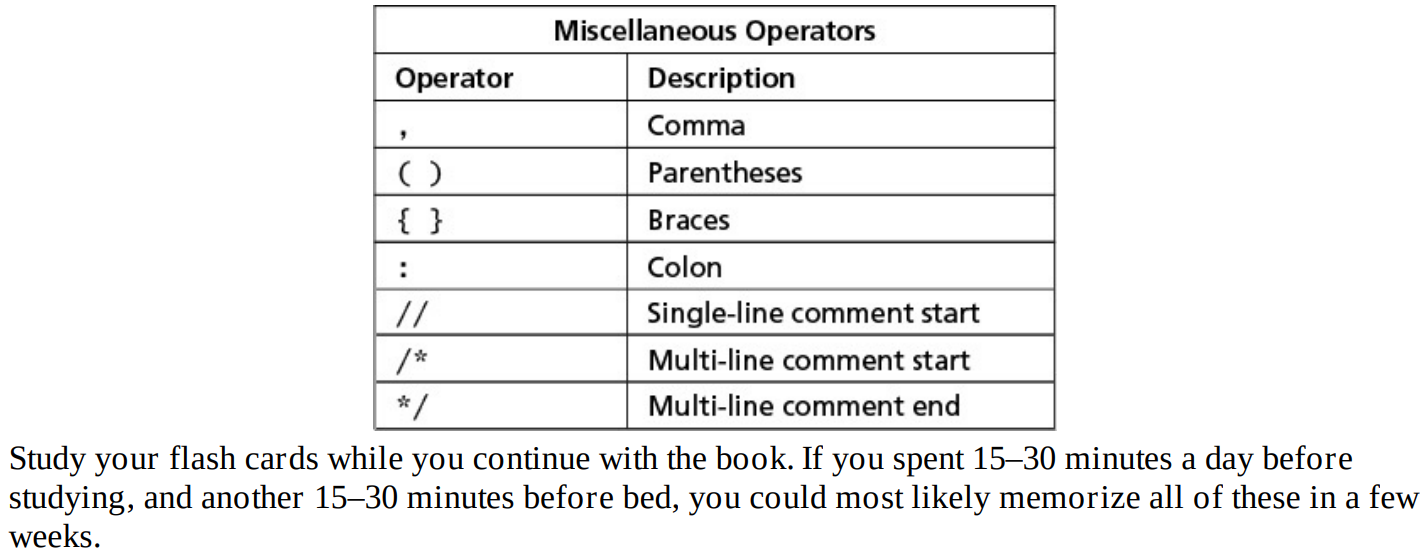 Miscellaneous Operators
Operator Description
, Comma
( ) Parentheses
{ } Braces
: Colon
// Single-line comment start
/* Multi-line comment start
*/ Multi-line comment end
Study your flash cards while you continue with the book. If you spent 15–30 minutes a day before
studying, and another 15–30 minutes before bed, you could most likely memorize all of these in a few
weeks.